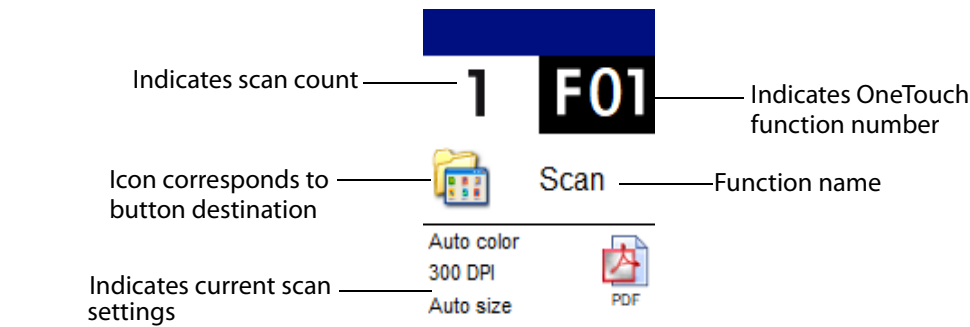 Indicates scan count
1
F01
Indicates OneTouch
function number
Icon corresponds to
button destination
Scan
Function name
Auto color
300 DPI
Auto size
PDF
Indicates current scan
settings